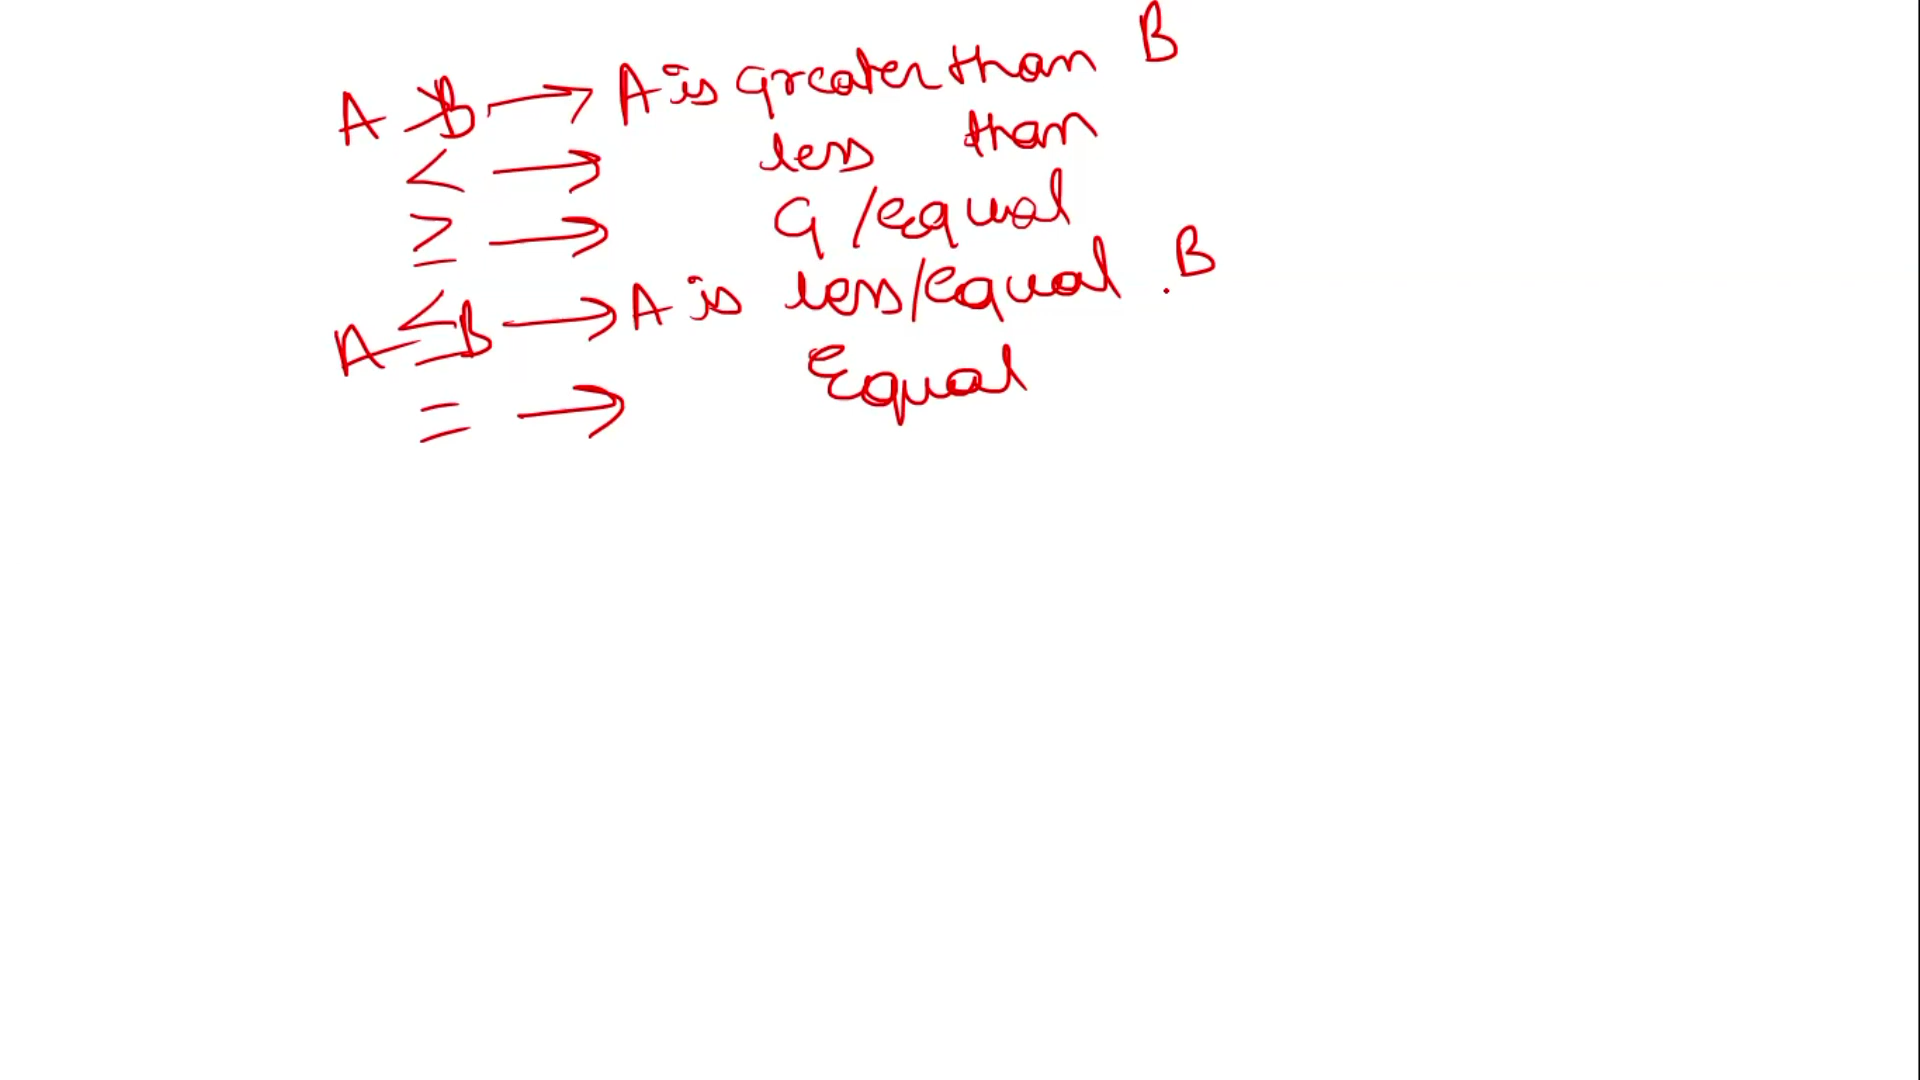 A > B → A is Greater than B
< → less than
≥ → G/equal
A ≤ B → A is less/equal . B
= → Equal